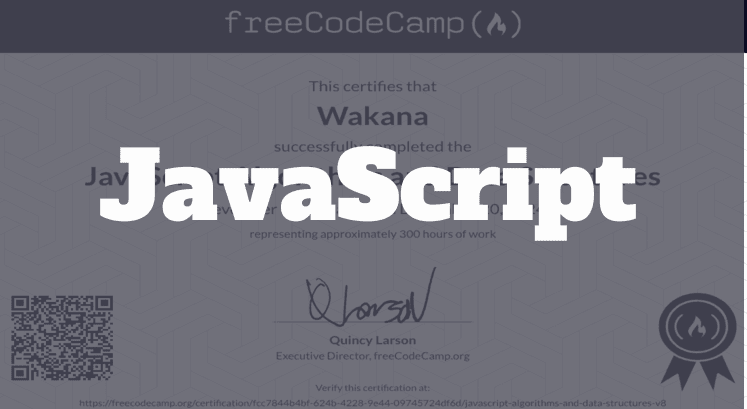 freeCodeCamp
This certifies that
Wakana
successfully completed the
JavaScript
representing approximately 300 hours of work
Quincy Larson
Executive Director, freeCodeCamp.org
Verify this certification at:
https://freecodecamp.org/certification/fcc7844b4bf-624b-4228-9e44-09745724df6d/javascript-algorithms-and-data-structures-v8